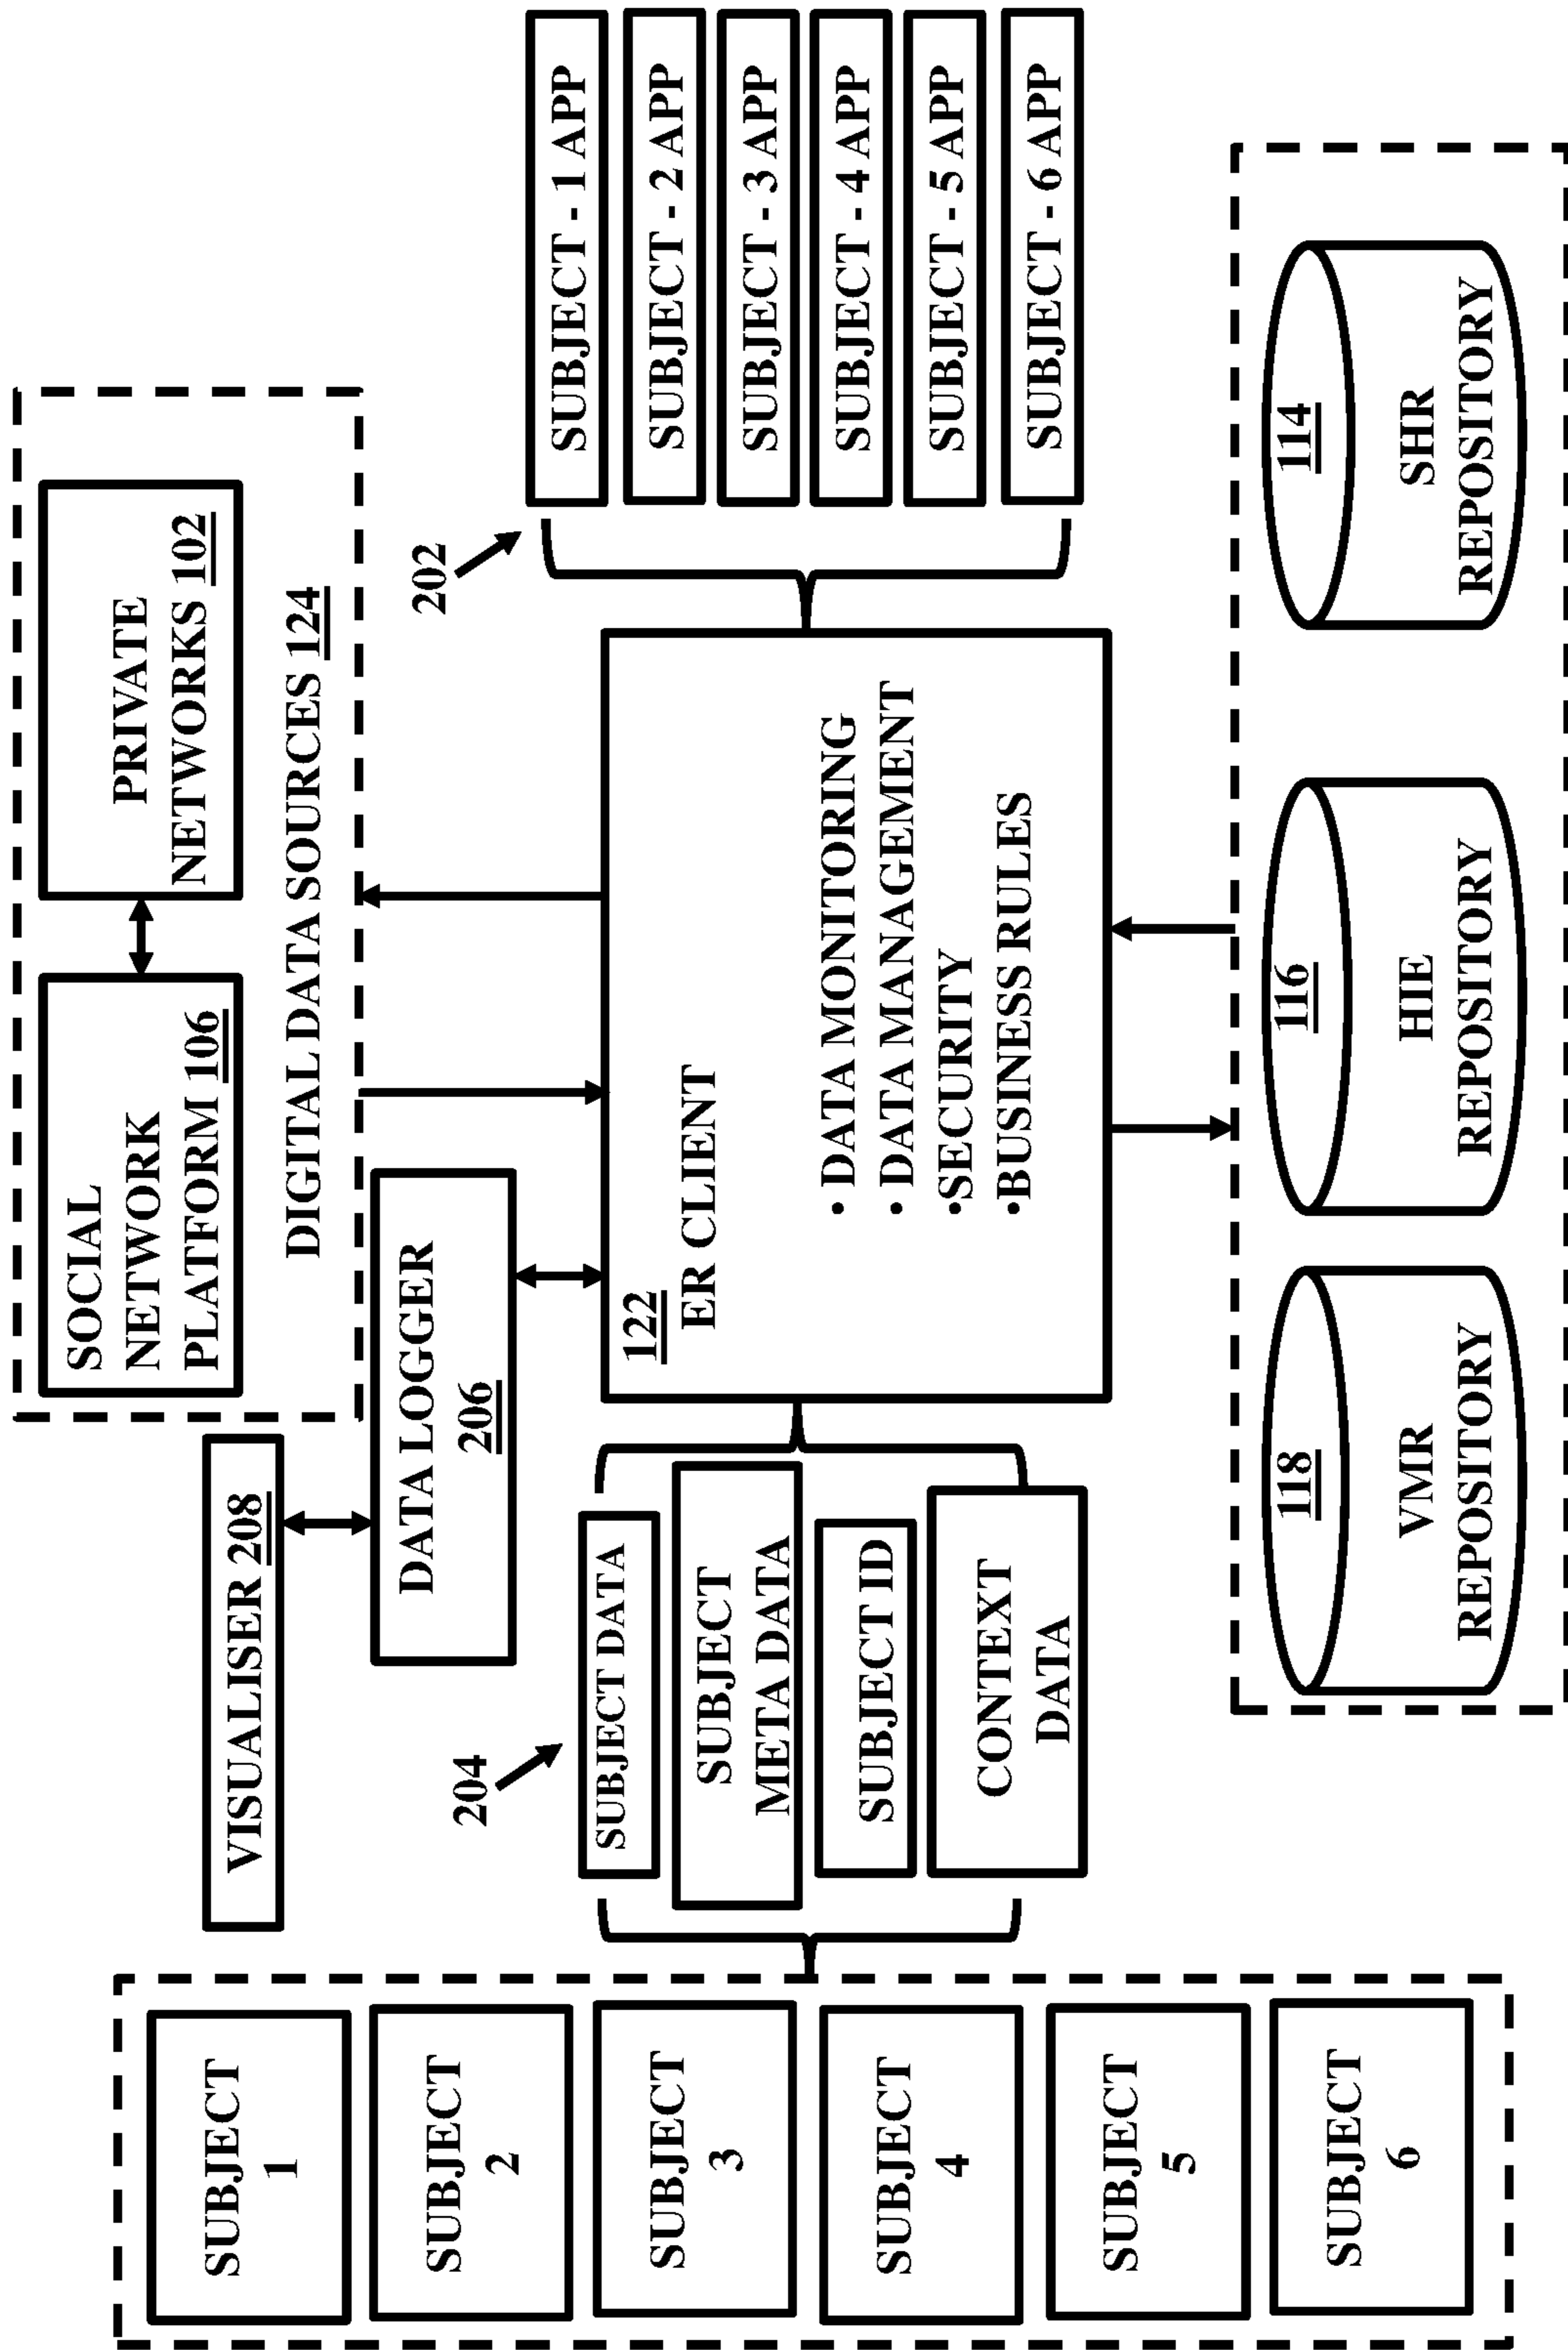 SUBJECT
1
SUBJECT
2
SUBJECT
3
SUBJECT
4
SUBJECT
5
SUBJECT
6
VISUALISER 208
DATA LOGGER
206
204
SUBJECT DATA
SUBJECT
META DATA
SUBJECT ID
CONTEXT
DATA
SOCIAL
NETWORK
PLATFORM 106
PRIVATE
NETWORKS 102
DIGITAL DATA SOURCES 124
122
ER CLIENT
• DATA MONITORING
• DATA MANAGEMENT
•SECURITY
•BUSINESS RULES
202
SUBJECT - 1 APP
SUBJECT - 2 APP
SUBJECT - 3 APP
SUBJECT - 4 APP
SUBJECT - 5 APP
SUBJECT - 6 APP
118
VMR
REPOSITORY
116
HIE
REPOSITORY
114
SHR
REPOSITORY